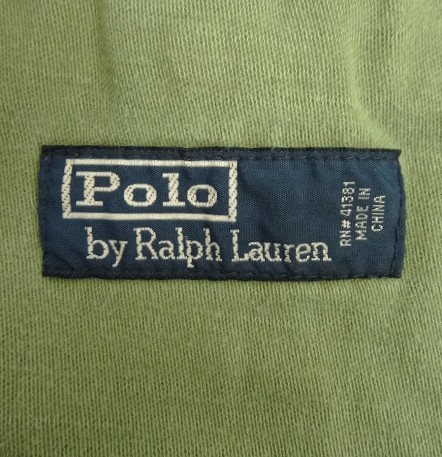 Polo
by Ralph Lauren
RN# 41381
MADE IN
CHINA